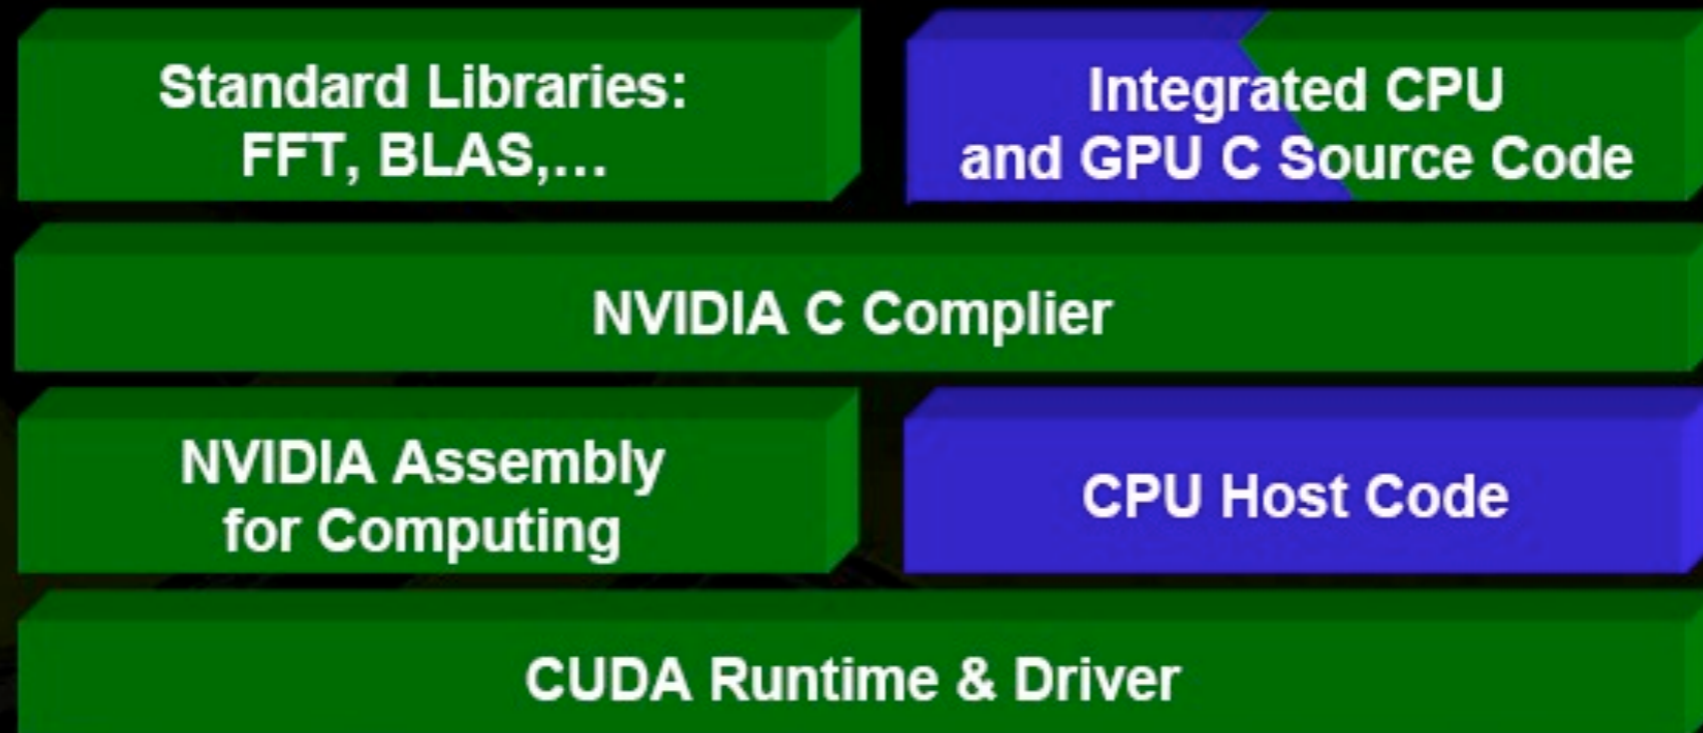 Standard Libraries:
FFT, BLAS,...
Integrated CPU
and GPU C Source Code
NVIDIA C Complier
NVIDIA Assembly
for Computing
CPU Host Code
CUDA Runtime & Driver